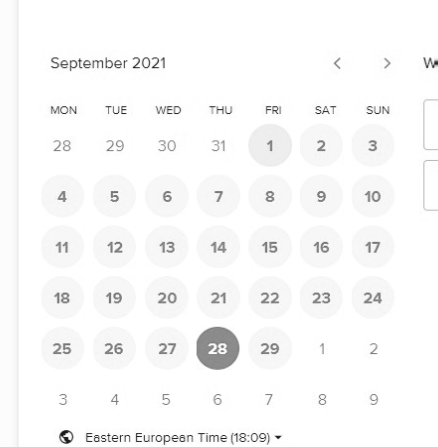 September 2021
MON TUE WED THU FRI SAT SUN
28 29 30 31 1 2 3
4 5 6 7 8 9 10
11 12 13 14 15 16 17
18 19 20 21 22 23 24
25 26 27 28 29 1 2
3 4 5 6 7 8 9
Eastern European Time (18:09)